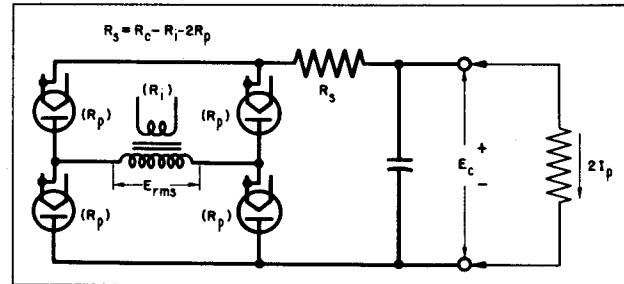 R_s = R_c - R_i - 2R_p
(R_p)
(R_i)
(R_p)
R_s
E_rms
(R_p)
(R_p)
+
E_c
-
2I_p